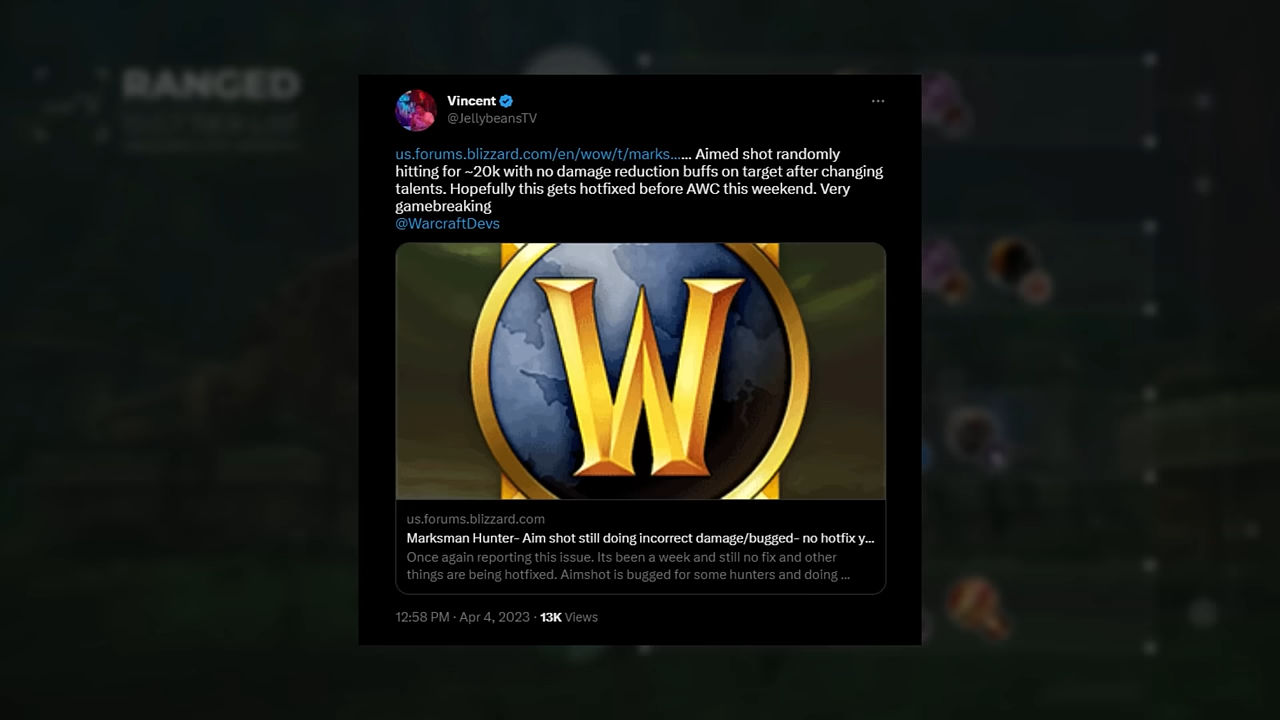 RANGED
Vincent
@JellybeansTV
us.forums.blizzard.com/en/wow/t/marks...... Aimed shot randomly
hitting for ~20k with no damage reduction buffs on target after changing
talents. Hopefully this gets hotfixed before AWC this weekend. Very
gamebreaking
@WarcraftDevs
W
us.forums.blizzard.com
Marksman Hunter- Aim shot still doing incorrect damage/bugged- no hotfix y...
Once again reporting this issue. Its been a week and still no fix and other
things are being hotfixed. Aimshot is bugged for some hunters and doing ...
12:58 PM · Apr 4, 2023 · 13K Views